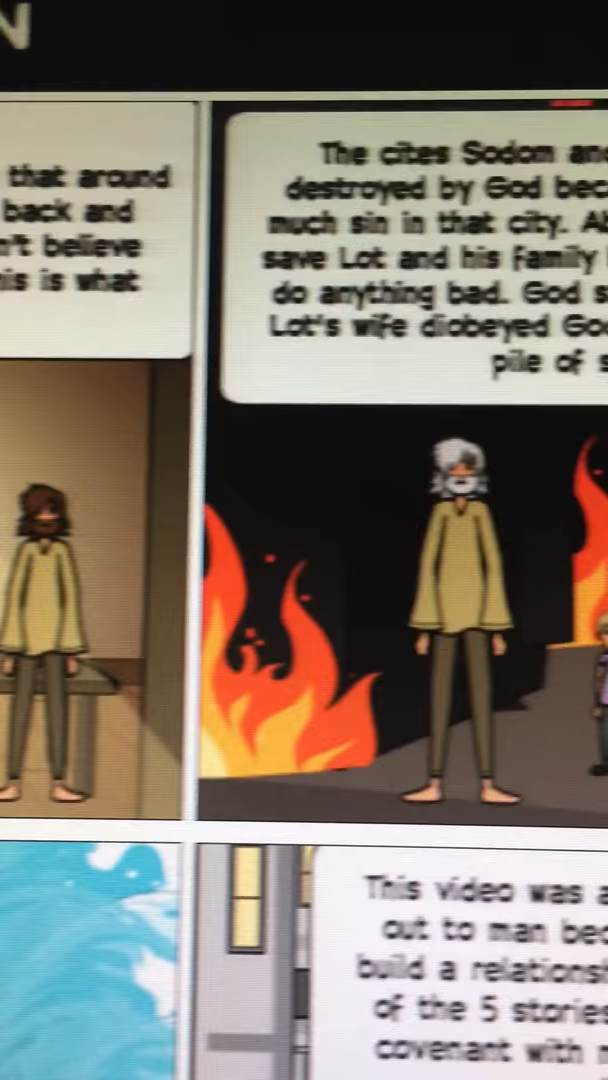 N
that around
back and
n't believe
his is what
The cites Sodom and
destroyed by God bec
much sin in that city. Ab
save Lot and his family
do anything bad. God s
Lot's wife diobeyed Go
pile of s
This video was a
out to man bec
build a relations
of the 5 stories
covenant with m